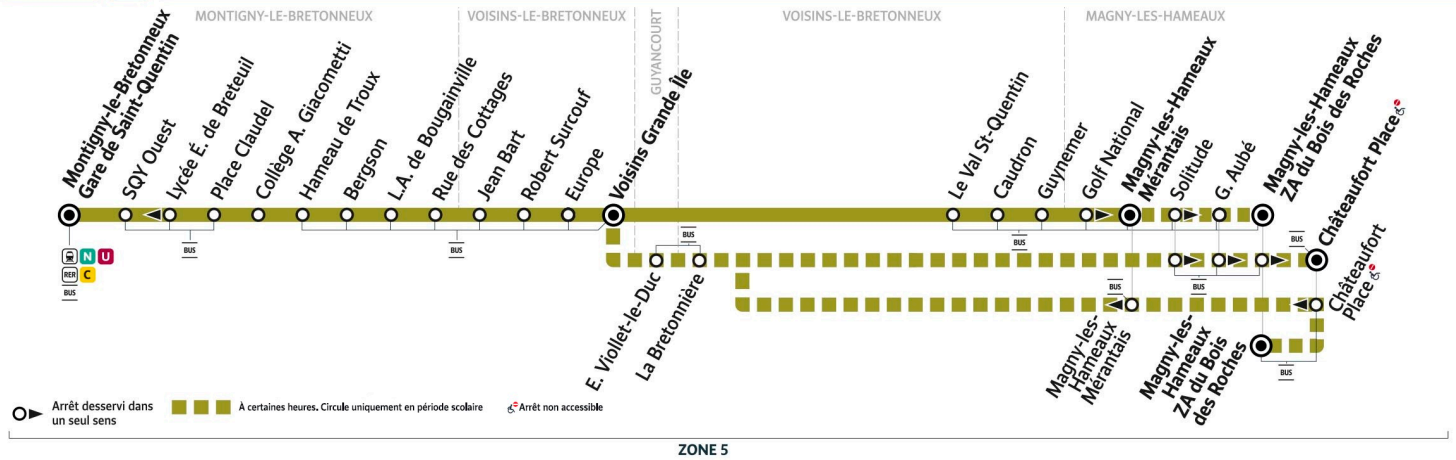 MONTIGNY-LE-BRETONNEUX
VOISINS-LE-BRETONNEUX
GUYANCOURT
VOISINS-LE-BRETONNEUX
MAGNY-LES-HAMEAUX
Montigny-le-Bretonneux
Gare de Saint-Quentin
SQY Ouest
Lycée É. de Breteuil
Place Claudel
Collège A. Giacometti
Hameau de Troux
Bergson
L.A. de Bougainville
Rue des Cottages
Jean Bart
Robert Surcouf
Europe
Voisins Grande Île
Le Val St-Quentin
Caudron
Guynemer
Golf National
Magny-les-Hameaux
Mérantais
Solitude
G. Aubé
Magny-les-Hameaux
ZA du Bois des Roches
Châteaufort Place
N U
RER C
BUS
BUS
BUS
BUS
BUS
BUS
BUS
BUS
BUS
BUS
E. Viollet-le-Duc
La Bretonnière
Magny-les-
Hameaux
Mérantais
Magny-les-
Hameaux
ZA du Bois
des Roches
Châteaufort
Place
Arrêt desservi dans
un seul sens
À certaines heures. Circule uniquement en période scolaire
Arrêt non accessible
ZONE 5